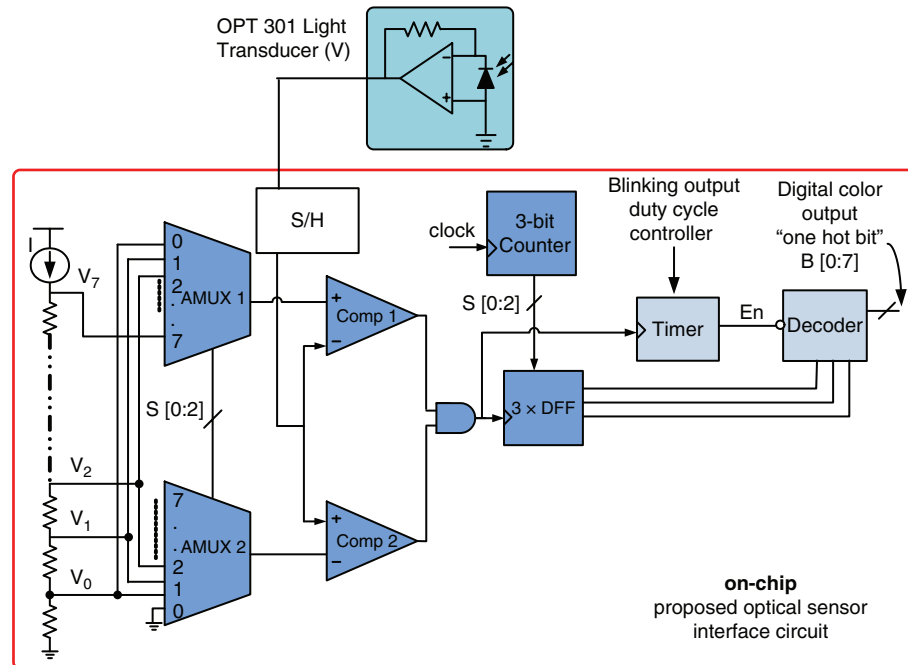 OPT 301 Light
Transducer (V)
−
+
S/H
I
V7
0
1
2
.
.
7
AMUX 1
S [0:2]
V2
V1
V0
7
.
.
2
1
0
AMUX 2
+
−
Comp 1
+
−
Comp 2
clock
3-bit
Counter
S [0:2]
3 × DFF
Blinking output
duty cycle
controller
Timer
En
Decoder
Digital color
output
“one hot bit”
B [0:7]
on-chip
proposed optical sensor
interface circuit